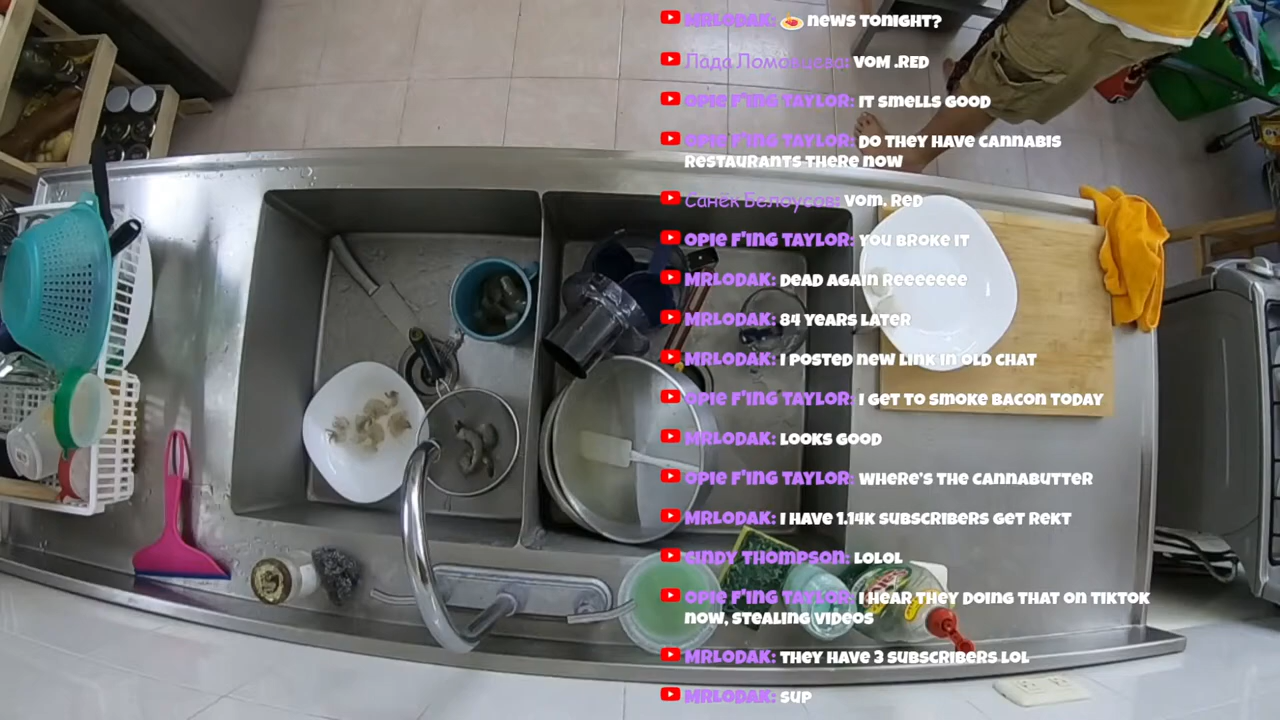 MRLODAK: 🍝 news tonight?
Лада Ломовцева: vom .red
Opie F'ing Taylor: it smells good
Opie F'ing Taylor: Do they have cannabis
restaurants there now
Санёк Белоусов: vom. red
Opie F'ing Taylor: you broke it
MRLODAK: dead again Reeeeeee
MRLODAK: 84 years later
MRLODAK: i posted new link in old chat
Opie F'ing Taylor: I get to smoke bacon today
MRLODAK: looks good
Opie F'ing Taylor: where's the cannabutter
MRLODAK: i have 1.14k subscribers get rekt
Cindy Thompson: lolol
Opie F'ing Taylor: I hear they doing that on tiktok
now, stealing videos
MRLODAK: they have 3 subscribers lol
MRLODAK: sup